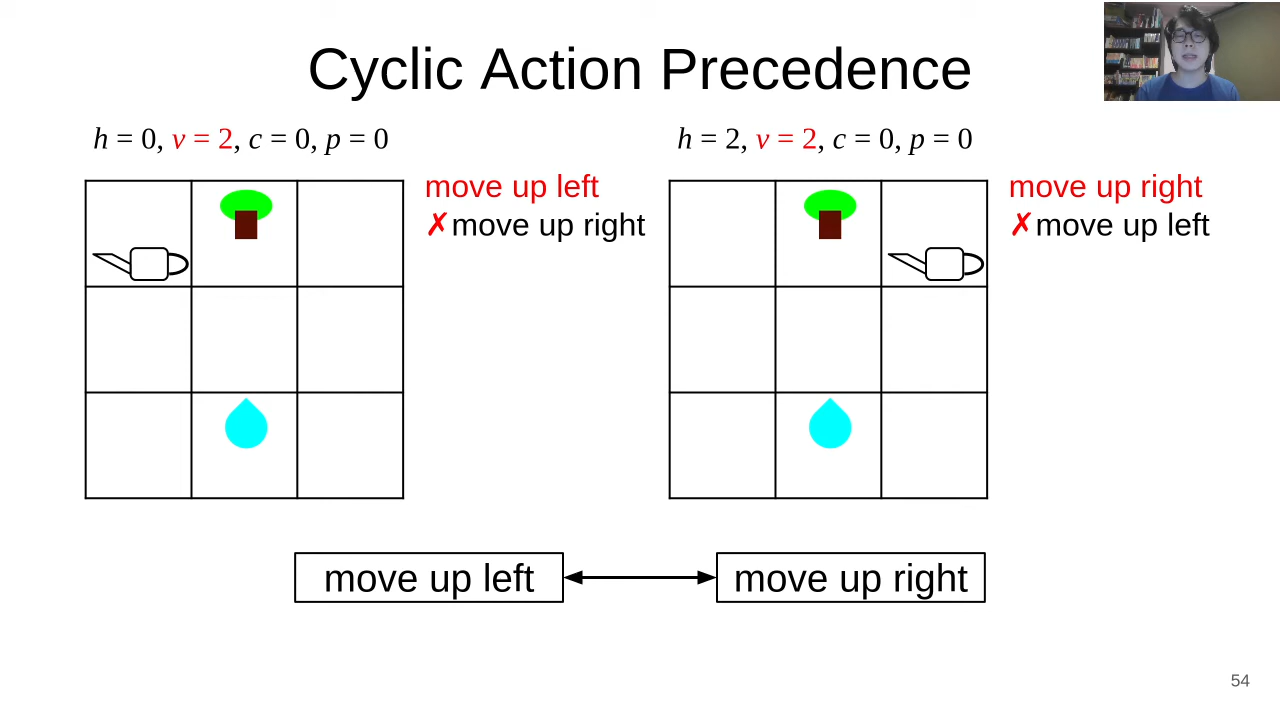 Cyclic Action Precedence
h = 0, v = 2, c = 0, p = 0
move up left
✗move up right
h = 2, v = 2, c = 0, p = 0
move up right
✗move up left
move up left
move up right
54